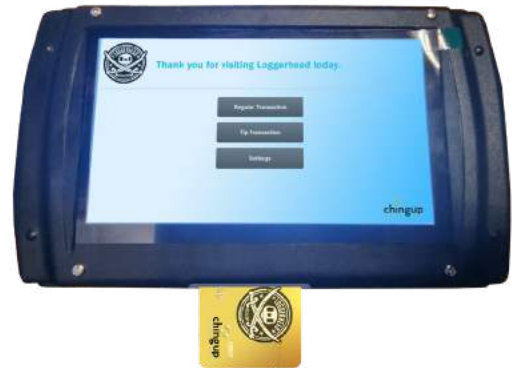 Thank you for visiting Loggerhead today.
Regular Transaction
Tip Transaction
Settings
chingup
chingup